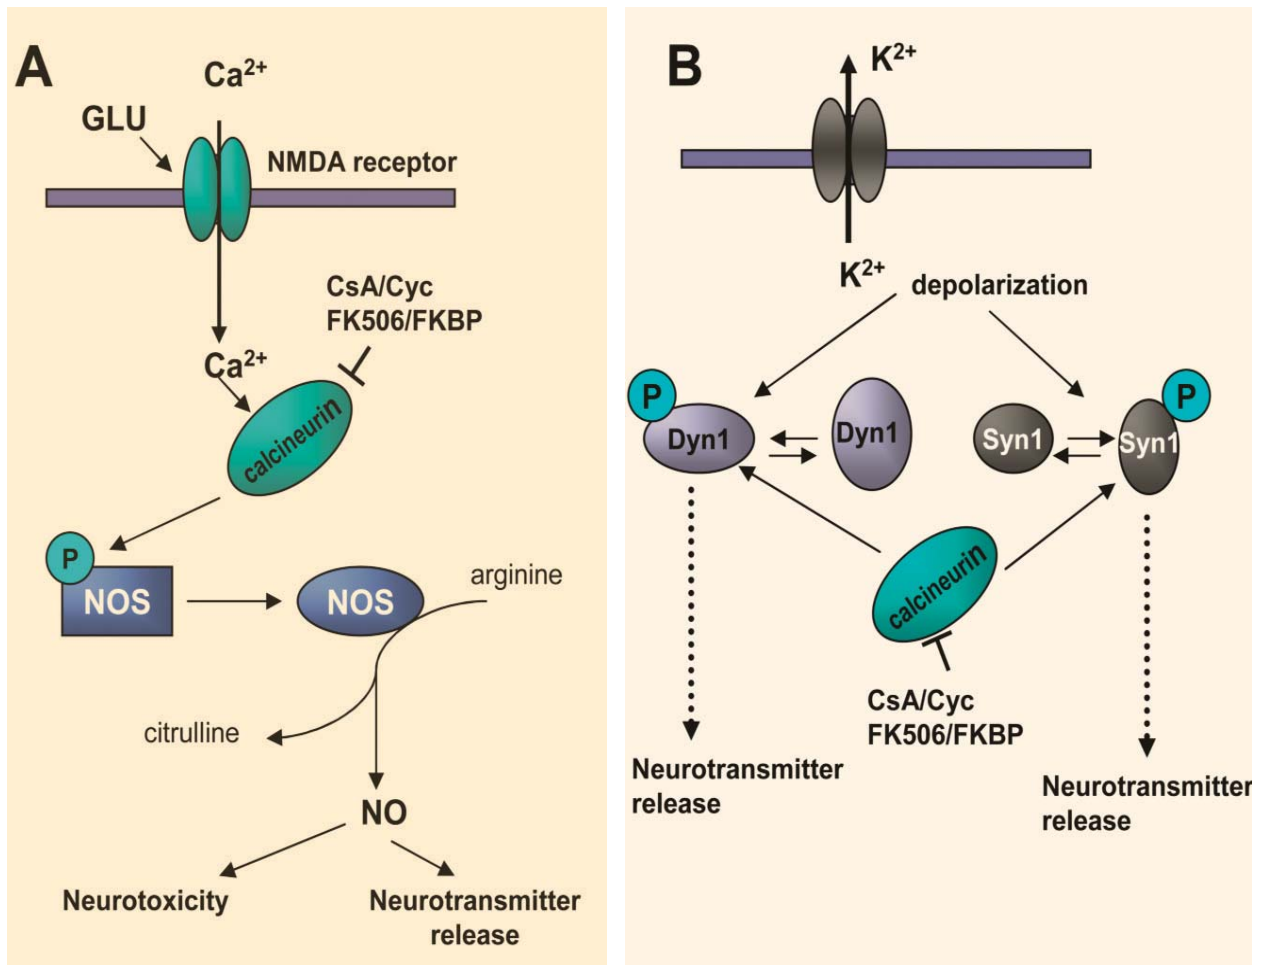 A
Ca²⁺
GLU
NMDA receptor
CsA/Cyc
FK506/FKBP
Ca²⁺
calcineurin
P
NOS
NOS
arginine
citrulline
NO
Neurotoxicity
Neurotransmitter
release
B
K²⁺
K²⁺
depolarization
P
Dyn1
Dyn1
Syn1
Syn1
P
calcineurin
CsA/Cyc
FK506/FKBP
Neurotransmitter
release
Neurotransmitter
release